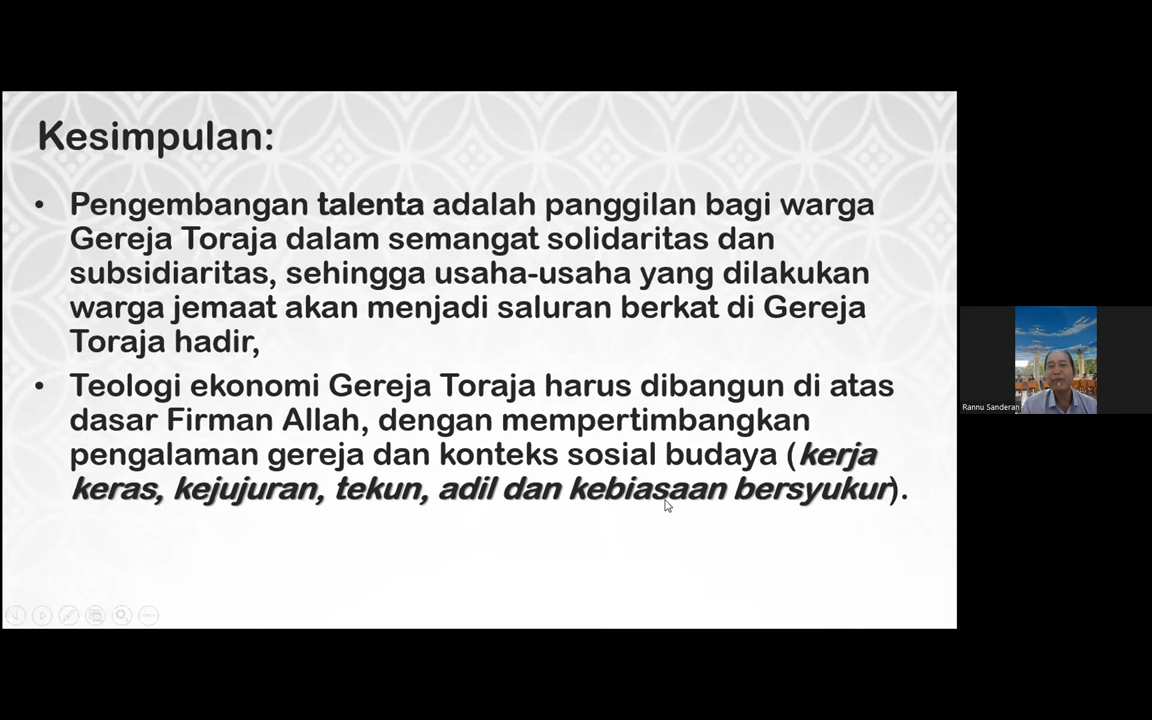 Kesimpulan:
• Pengembangan talenta adalah panggilan bagi warga
Gereja Toraja dalam semangat solidaritas dan
subsidiaritas, sehingga usaha-usaha yang dilakukan
warga jemaat akan menjadi saluran berkat di Gereja
Toraja hadir,
• Teologi ekonomi Gereja Toraja harus dibangun di atas
dasar Firman Allah, dengan mempertimbangkan
pengalaman gereja dan konteks sosial budaya (kerja
keras, kejujuran, tekun, adil dan kebiasaan bersyukur).
Rannu Sanderan